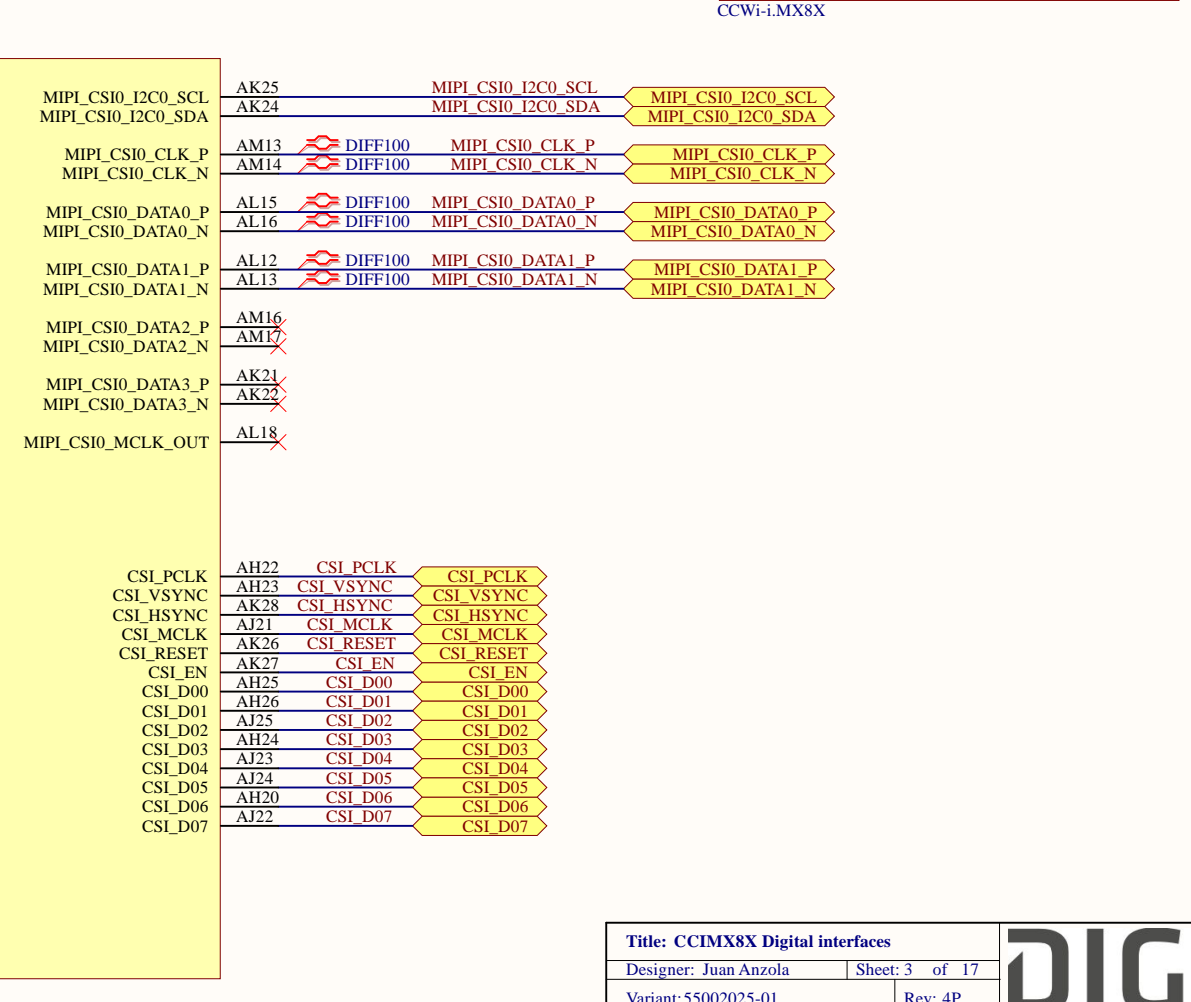 CCWi-i.MX8X
MIPI_CSI0_I2C0_SCL AK25 MIPI_CSI0_I2C0_SCL MIPI_CSI0_I2C0_SCL
MIPI_CSI0_I2C0_SDA AK24 MIPI_CSI0_I2C0_SDA MIPI_CSI0_I2C0_SDA
MIPI_CSI0_CLK_P AM13 DIFF100 MIPI_CSI0_CLK_P MIPI_CSI0_CLK_P
MIPI_CSI0_CLK_N AM14 DIFF100 MIPI_CSI0_CLK_N MIPI_CSI0_CLK_N
MIPI_CSI0_DATA0_P AL15 DIFF100 MIPI_CSI0_DATA0_P MIPI_CSI0_DATA0_P
MIPI_CSI0_DATA0_N AL16 DIFF100 MIPI_CSI0_DATA0_N MIPI_CSI0_DATA0_N
MIPI_CSI0_DATA1_P AL12 DIFF100 MIPI_CSI0_DATA1_P MIPI_CSI0_DATA1_P
MIPI_CSI0_DATA1_N AL13 DIFF100 MIPI_CSI0_DATA1_N MIPI_CSI0_DATA1_N
MIPI_CSI0_DATA2_P AM16
MIPI_CSI0_DATA2_N AM17
MIPI_CSI0_DATA3_P AK21
MIPI_CSI0_DATA3_N AK22
MIPI_CSI0_MCLK_OUT AL18
CSI_PCLK AH22 CSI_PCLK CSI_PCLK
CSI_VSYNC AH23 CSI_VSYNC CSI_VSYNC
CSI_HSYNC AK28 CSI_HSYNC CSI_HSYNC
CSI_MCLK AJ21 CSI_MCLK CSI_MCLK
CSI_RESET AK26 CSI_RESET CSI_RESET
CSI_EN AK27 CSI_EN CSI_EN
CSI_D00 AH25 CSI_D00 CSI_D00
CSI_D01 AH26 CSI_D01 CSI_D01
CSI_D02 AJ25 CSI_D02 CSI_D02
CSI_D03 AH24 CSI_D03 CSI_D03
CSI_D04 AJ23 CSI_D04 CSI_D04
CSI_D05 AJ24 CSI_D05 CSI_D05
CSI_D06 AH20 CSI_D06 CSI_D06
CSI_D07 AJ22 CSI_D07 CSI_D07
Title: CCIMX8X Digital interfaces
Designer: Juan Anzola Sheet: 3 of 17
Variant: 55002025-01 Rev: 4P
DIG